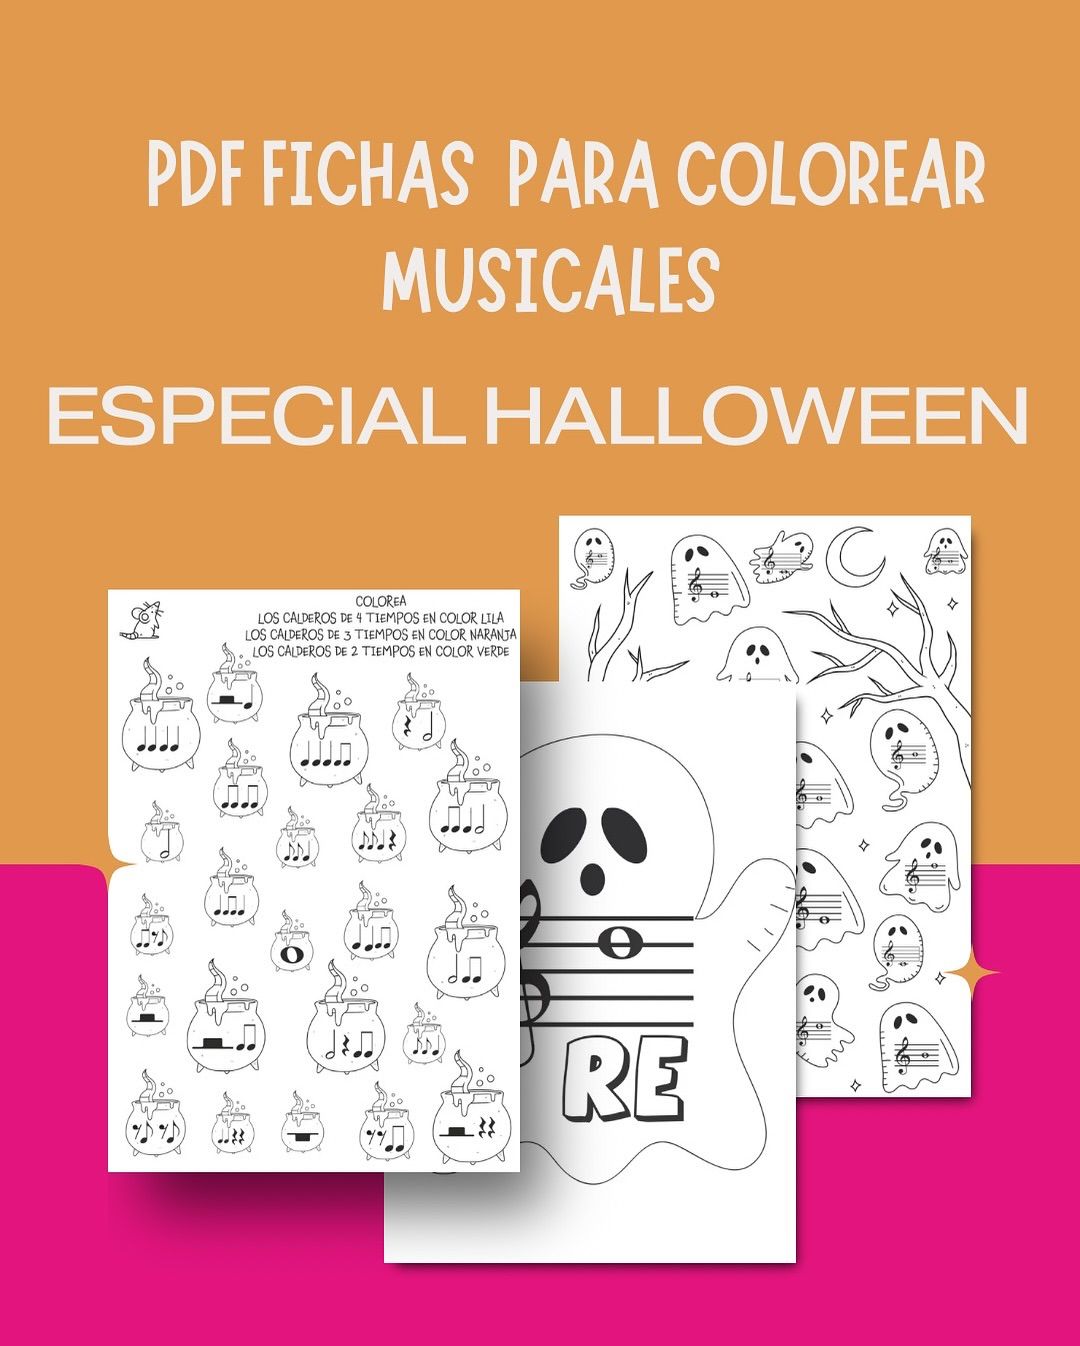 PDF FICHAS PARA COLOREAR
MUSICALES
ESPECIAL HALLOWEEN
COLOREA
LOS CALDEROS DE 4 TIEMPOS EN COLOR LILA
LOS CALDEROS DE 3 TIEMPOS EN COLOR NARANJA
LOS CALDEROS DE 2 TIEMPOS EN COLOR VERDE
RE